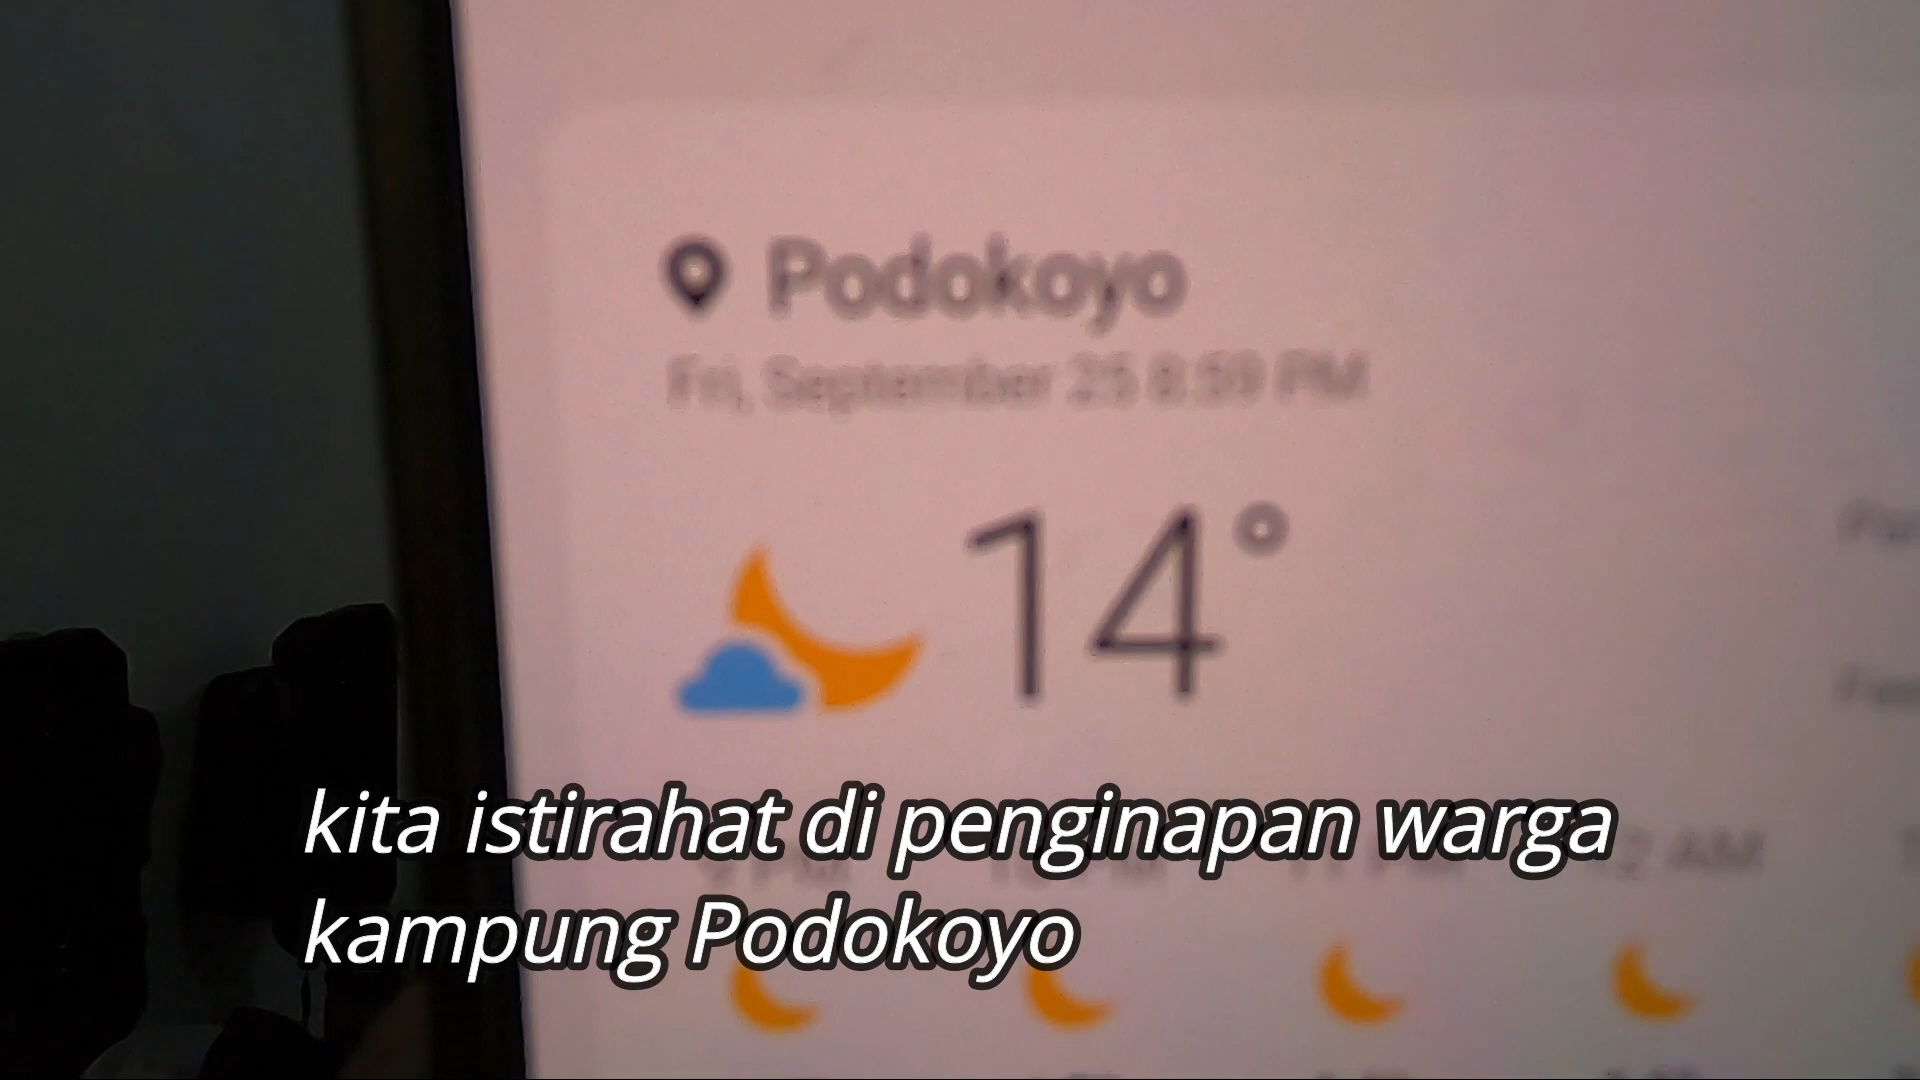 Podokoyo
Fri, September 25 8:59 PM
14°
kita istirahat di penginapan warga
kampung Podokoyo